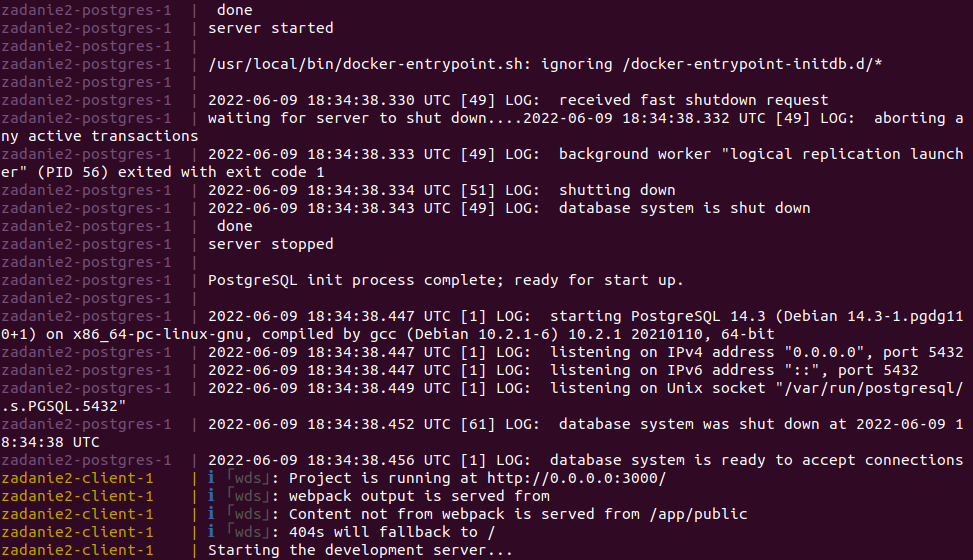 zadanie2-postgres-1  |  done
zadanie2-postgres-1  | server started
zadanie2-postgres-1  |
zadanie2-postgres-1  | /usr/local/bin/docker-entrypoint.sh: ignoring /docker-entrypoint-initdb.d/*
zadanie2-postgres-1  |
zadanie2-postgres-1  | 2022-06-09 18:34:38.330 UTC [49] LOG:  received fast shutdown request
zadanie2-postgres-1  | waiting for server to shut down....2022-06-09 18:34:38.332 UTC [49] LOG:  aborting a
ny active transactions
zadanie2-postgres-1  | 2022-06-09 18:34:38.333 UTC [49] LOG:  background worker "logical replication launch
er" (PID 56) exited with exit code 1
zadanie2-postgres-1  | 2022-06-09 18:34:38.334 UTC [51] LOG:  shutting down
zadanie2-postgres-1  | 2022-06-09 18:34:38.343 UTC [49] LOG:  database system is shut down
zadanie2-postgres-1  |  done
zadanie2-postgres-1  | server stopped
zadanie2-postgres-1  |
zadanie2-postgres-1  | PostgreSQL init process complete; ready for start up.
zadanie2-postgres-1  |
zadanie2-postgres-1  | 2022-06-09 18:34:38.447 UTC [1] LOG:  starting PostgreSQL 14.3 (Debian 14.3-1.pgdg11
0+1) on x86_64-pc-linux-gnu, compiled by gcc (Debian 10.2.1-6) 10.2.1 20210110, 64-bit
zadanie2-postgres-1  | 2022-06-09 18:34:38.447 UTC [1] LOG:  listening on IPv4 address "0.0.0.0", port 5432
zadanie2-postgres-1  | 2022-06-09 18:34:38.447 UTC [1] LOG:  listening on IPv6 address "::", port 5432
zadanie2-postgres-1  | 2022-06-09 18:34:38.449 UTC [1] LOG:  listening on Unix socket "/var/run/postgresql/
.s.PGSQL.5432"
zadanie2-postgres-1  | 2022-06-09 18:34:38.452 UTC [61] LOG:  database system was shut down at 2022-06-09 1
8:34:38 UTC
zadanie2-postgres-1  | 2022-06-09 18:34:38.456 UTC [1] LOG:  database system is ready to accept connections
zadanie2-client-1    | ℹ ｢wds｣: Project is running at http://0.0.0.0:3000/
zadanie2-client-1    | ℹ ｢wds｣: webpack output is served from
zadanie2-client-1    | ℹ ｢wds｣: Content not from webpack is served from /app/public
zadanie2-client-1    | ℹ ｢wds｣: 404s will fallback to /
zadanie2-client-1    | Starting the development server...